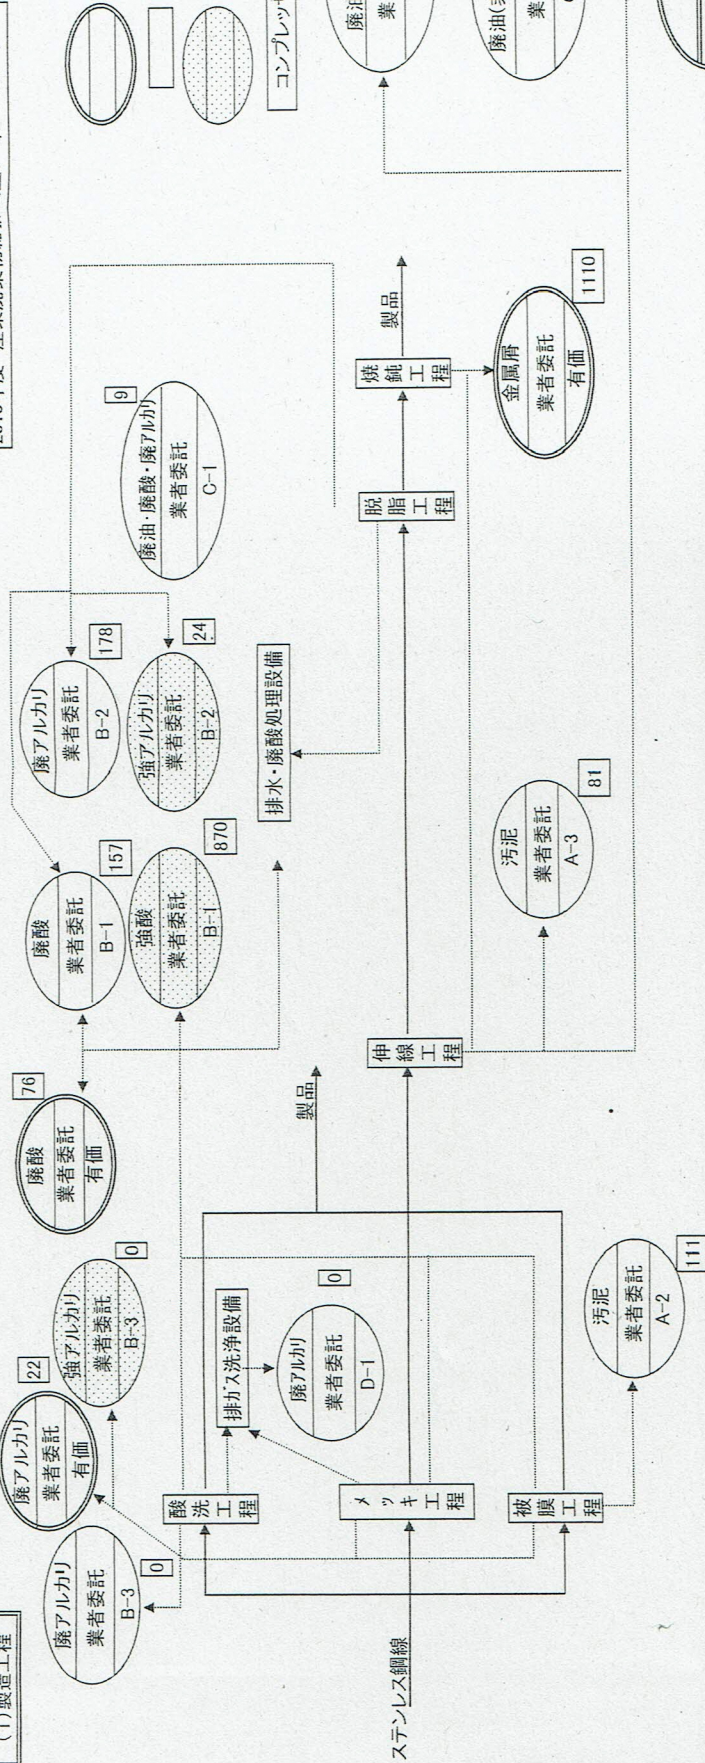 (1)製造工程
ステンレス鋼線
廃アルカリ
業者委託
B-3
0
廃アルカリ
業者委託
有価
22
強アルカリ
業者委託
B-3
0
酸洗工程
メッキ工程
被膜工程
排ガス洗浄設備
廃アルカリ
業者委託
D-1
0
汚泥
業者委託
A-2
111
製品
廃酸
業者委託
有価
76
廃酸
業者委託
B-1
157
強酸
業者委託
B-1
870
伸線工程
汚泥
業者委託
A-3
81
廃アルカリ
業者委託
B-2
178
強アルカリ
業者委託
B-2
24
排水・廃酸処理設備
廃油・廃酸・廃アルカリ
業者委託
C-1
9
脱脂工程
焼鈍工程
製品
金属屑
業者委託
有価
1110
コンプレッサ
廃油
業
廃油(
業